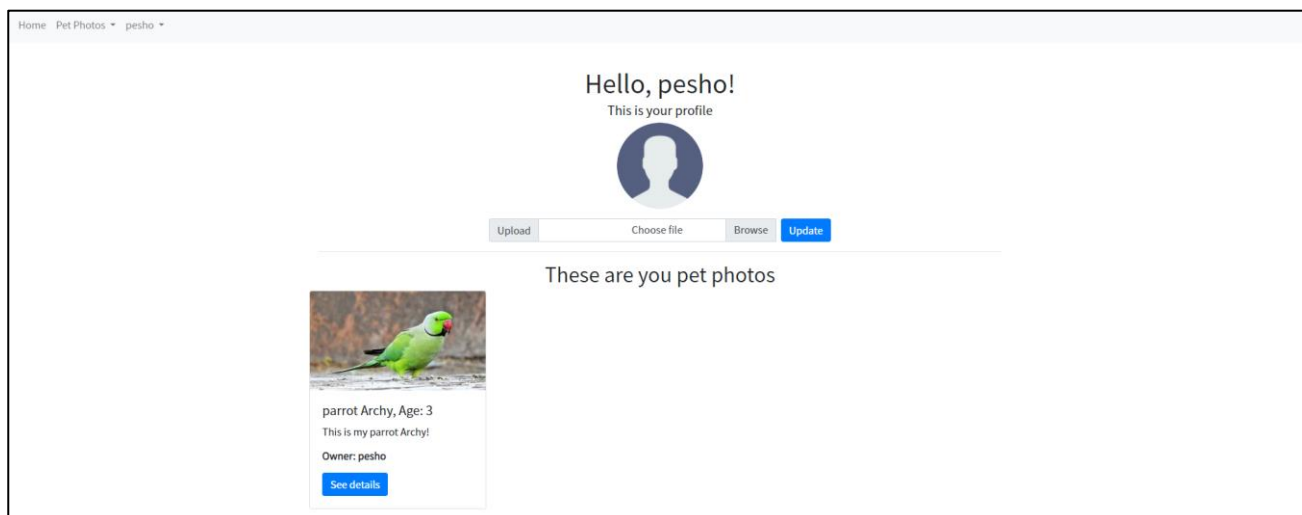 Home Pet Photos pesho
Hello, pesho!
This is your profile
Upload Choose file Browse Update
These are you pet photos
parrot Archy, Age: 3
This is my parrot Archy!
Owner: pesho
See details